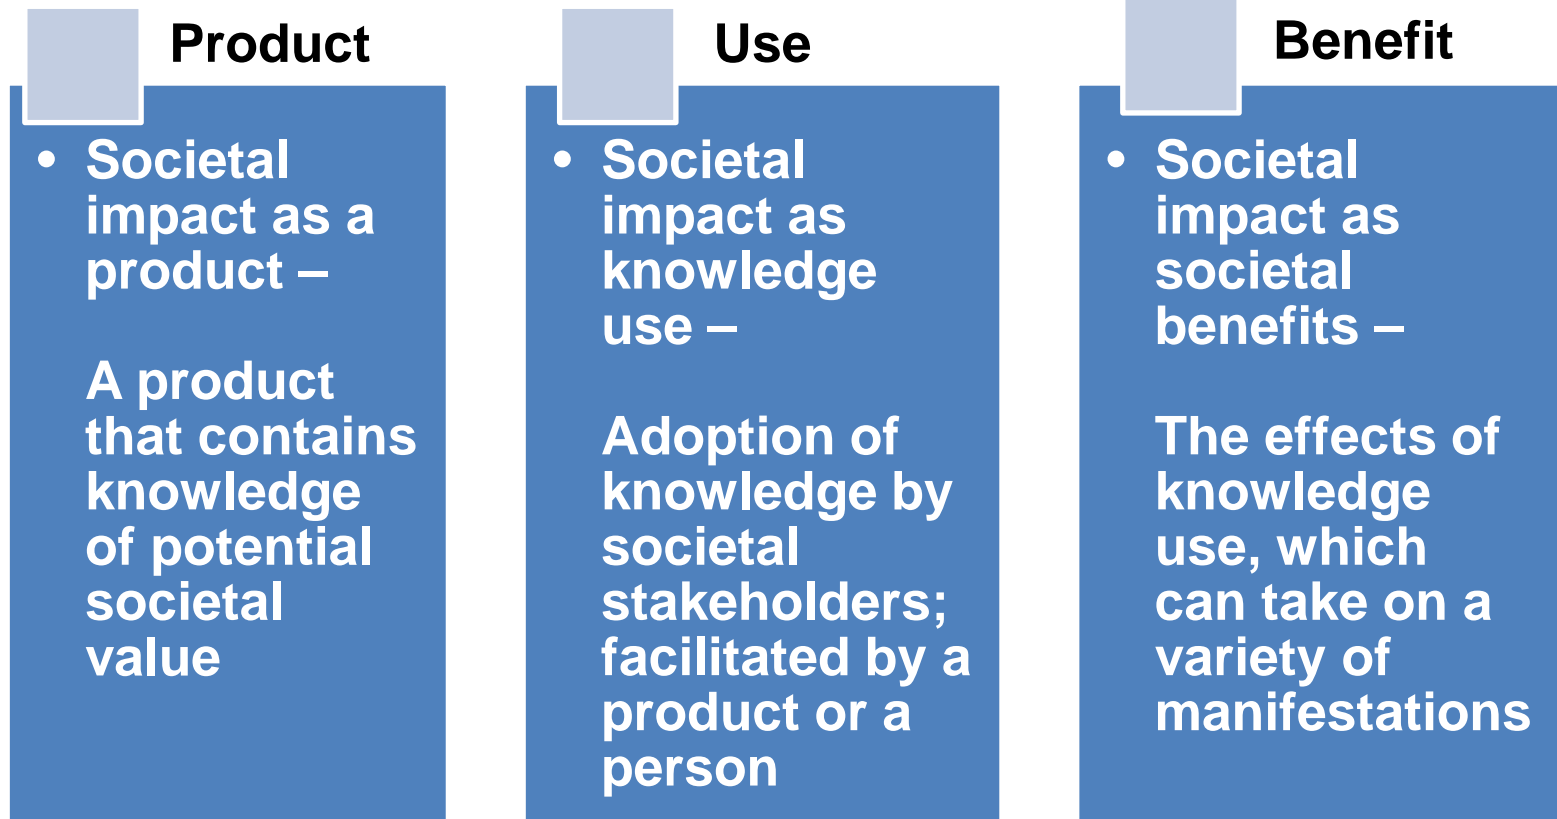 Product
• Societal
impact as a
product –
A product
that contains
knowledge
of potential
societal
value
Use
• Societal
impact as
knowledge
use –
Adoption of
knowledge by
societal
stakeholders;
facilitated by a
product or a
person
Benefit
• Societal
impact as
societal
benefits –
The effects of
knowledge
use, which
can take on a
variety of
manifestations